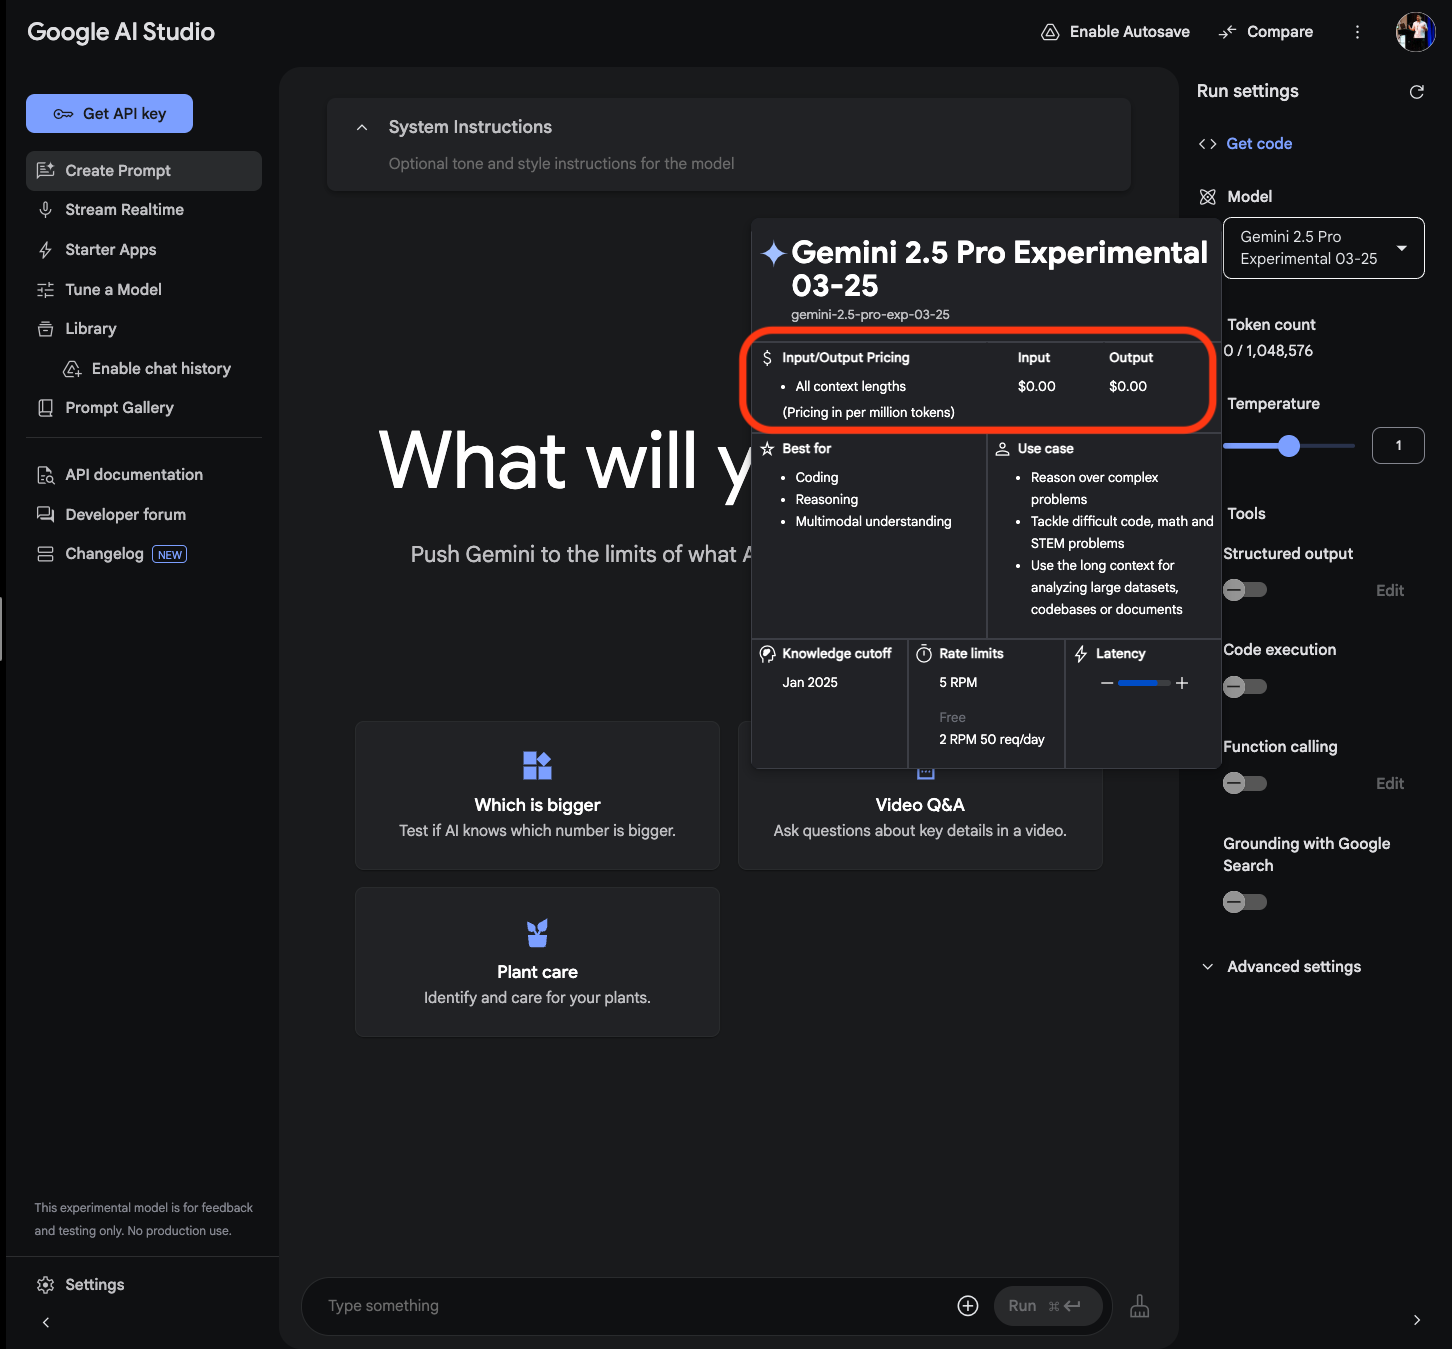 Google AI Studio
Enable Autosave
Compare
Get API key
Create Prompt
Stream Realtime
Starter Apps
Tune a Model
Library
Enable chat history
Prompt Gallery
API documentation
Developer forum
Changelog NEW
This experimental model is for feedback
and testing only. No production use.
Settings
System Instructions
Optional tone and style instructions for the model
What will y
Push Gemini to the limits of what A
Gemini 2.5 Pro Experimental
03-25
gemini-2.5-pro-exp-03-25
$ Input/Output Pricing Input Output
• All context lengths $0.00 $0.00
(Pricing in per million tokens)
Best for
• Coding
• Reasoning
• Multimodal understanding
Use case
• Reason over complex
problems
• Tackle difficult code, math and
STEM problems
• Use the long context for
analyzing large datasets,
codebases or documents
Knowledge cutoff
Jan 2025
Rate limits
5 RPM
Free
2 RPM 50 req/day
Latency
Which is bigger
Test if AI knows which number is bigger.
Video Q&A
Ask questions about key details in a video.
Plant care
Identify and care for your plants.
Type something
Run ⌘
Run settings
Get code
Model
Gemini 2.5 Pro
Experimental 03-25
Token count
0 / 1,048,576
Temperature
1
Tools
Structured output
Edit
Code execution
Function calling
Edit
Grounding with Google
Search
Advanced settings